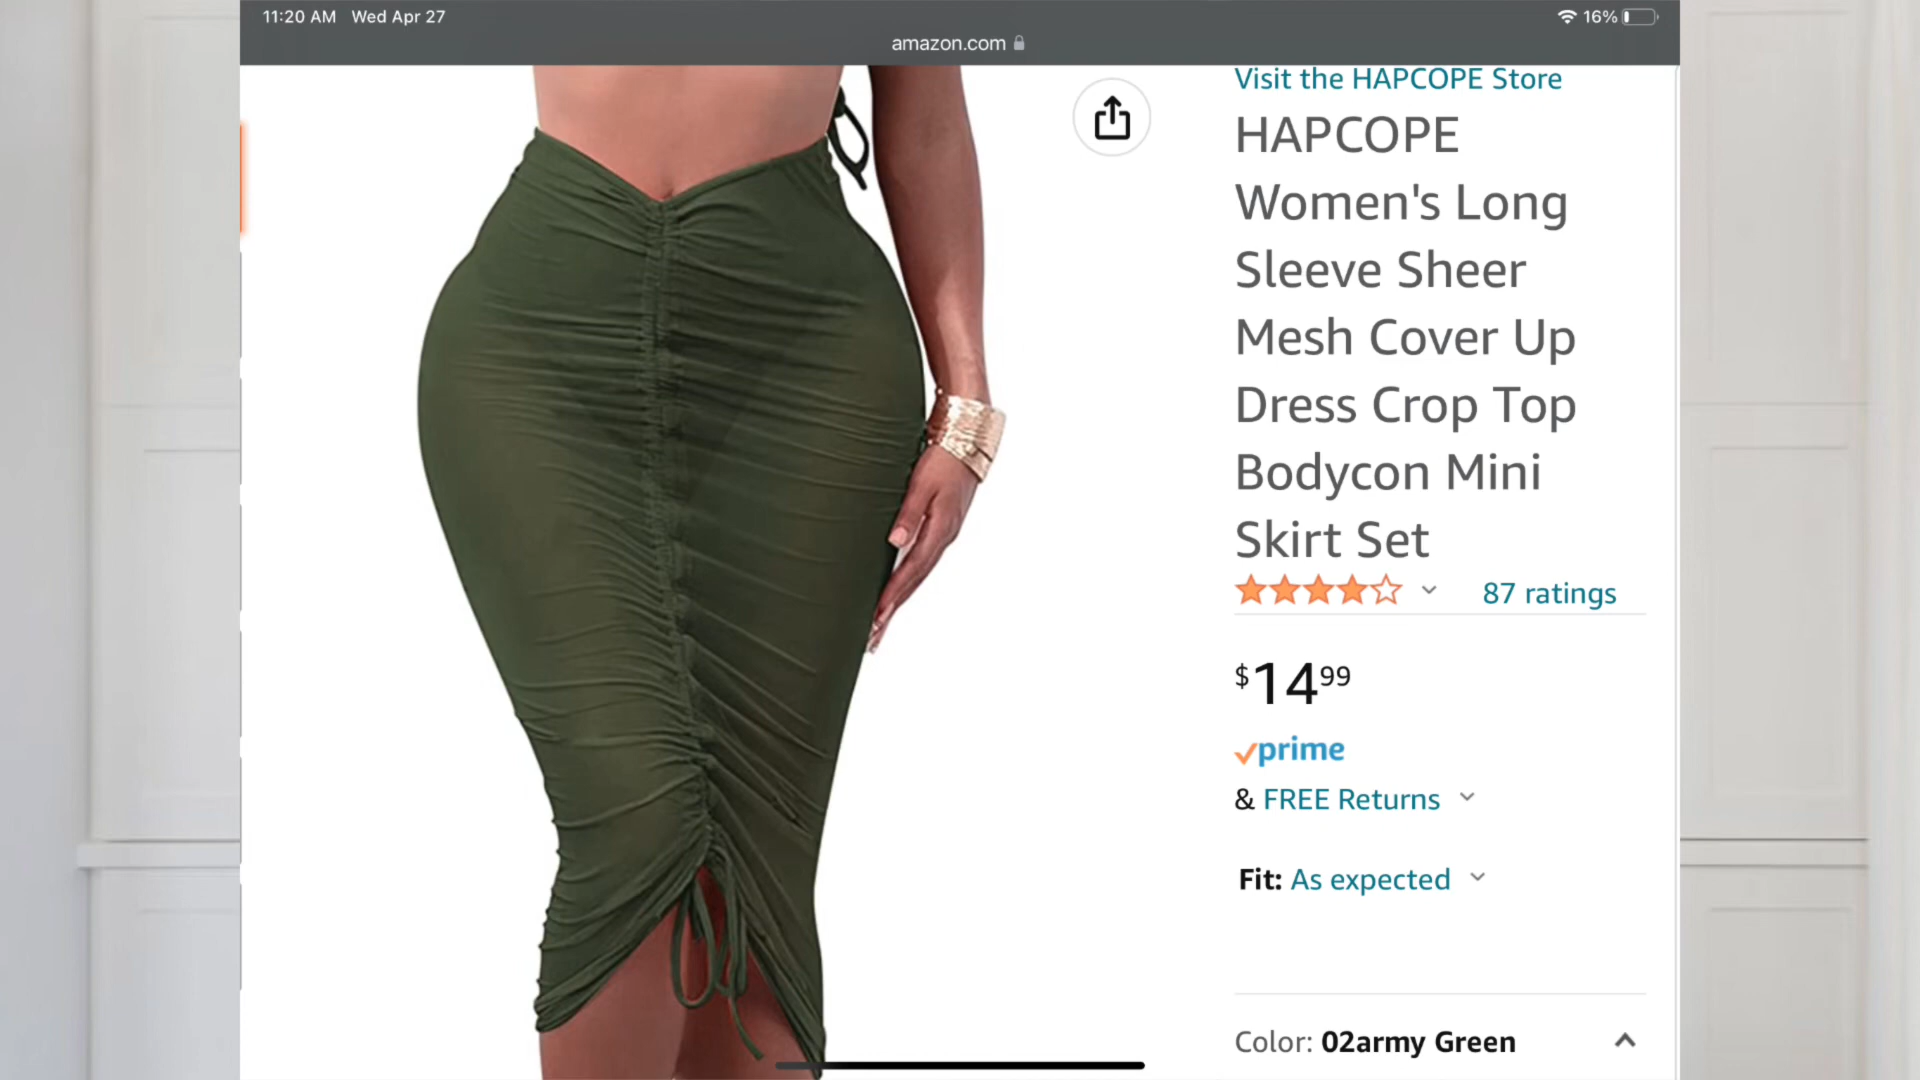 11:20 AM Wed Apr 27
16%
amazon.com
Visit the HAPCOPE Store
HAPCOPE
Women's Long
Sleeve Sheer
Mesh Cover Up
Dress Crop Top
Bodycon Mini
Skirt Set
87 ratings
$14.99
prime
& FREE Returns
Fit: As expected
Color: 02army Green